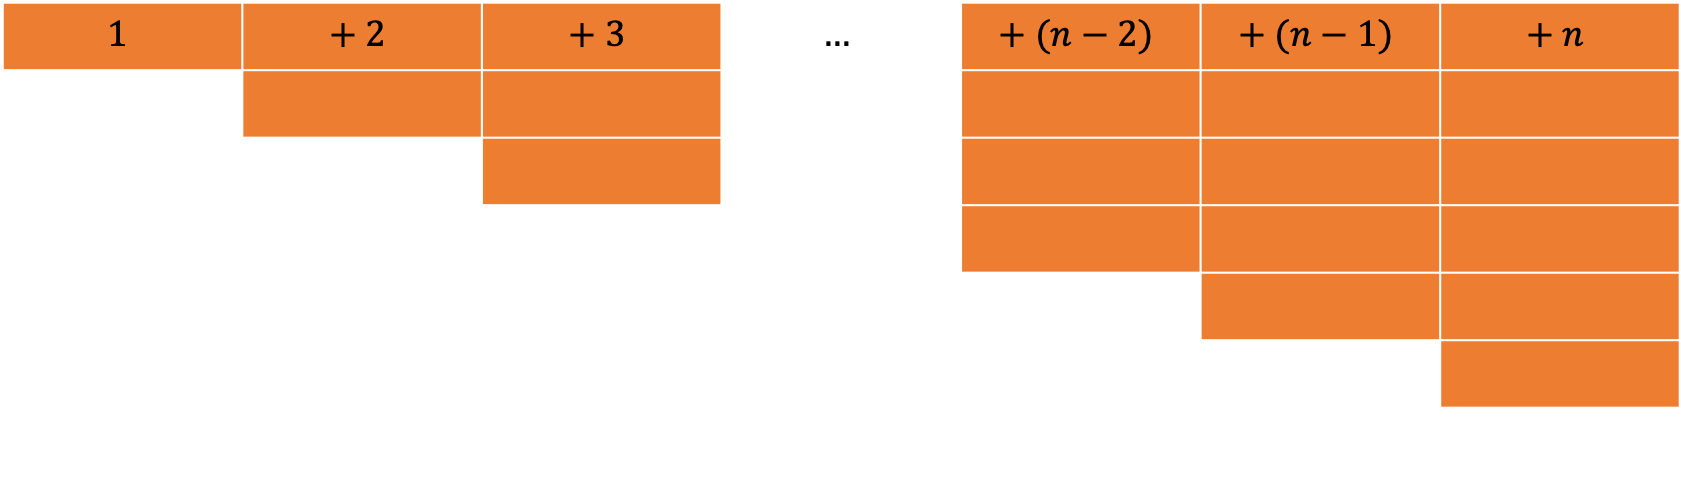 1 + 2 + 3 ... + (n − 2) + (n − 1) + n